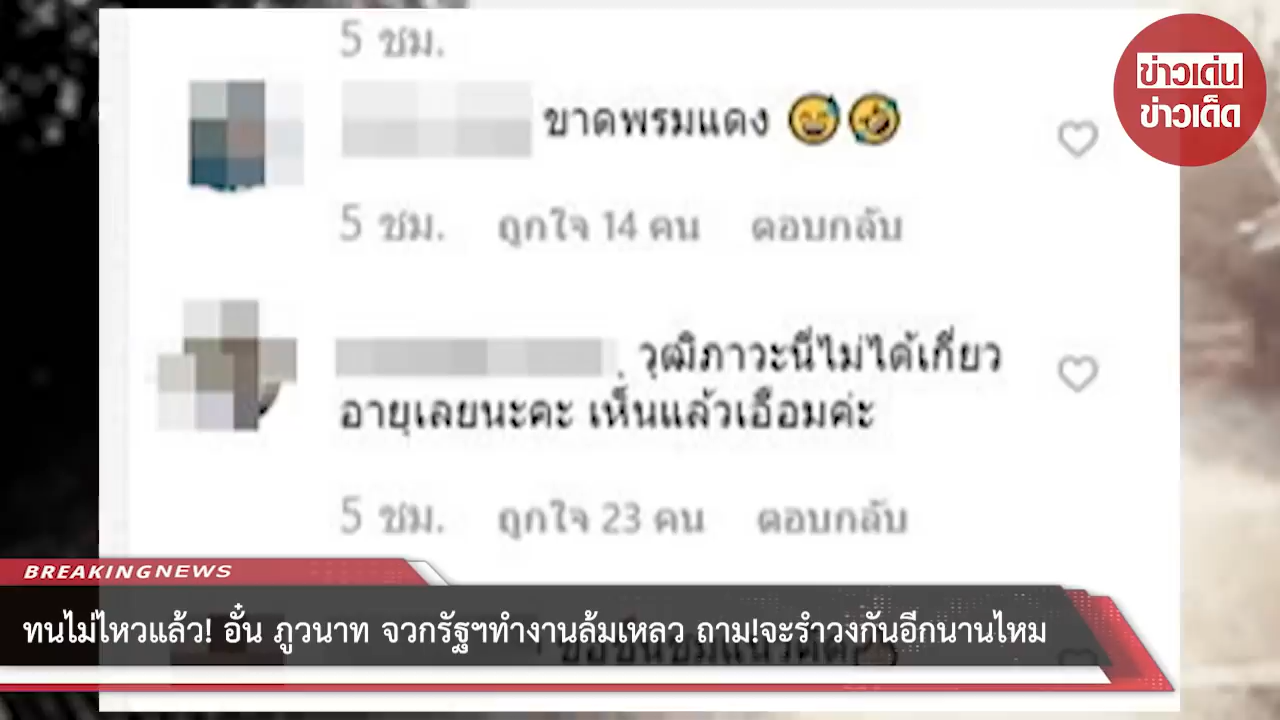 5 ชม.
ข่าวเด่น
ข่าวเด็ด
ขาดพรมแดง 😅🤣
5 ชม. ถูกใจ 14 คน ตอบกลับ
วุฒิภาวะนี่ไม่ได้เกี่ยว
อายุเลยนะคะ เห็นแล้วเอือมค่ะ
5 ชม. ถูกใจ 23 คน ตอบกลับ
BREAKING NEWS
ทนไม่ไหวแล้ว! อั๋น ภูวนาท จวกรัฐฯทำงานล้มเหลว ถาม!จะรำวงกันอีกนานไหม